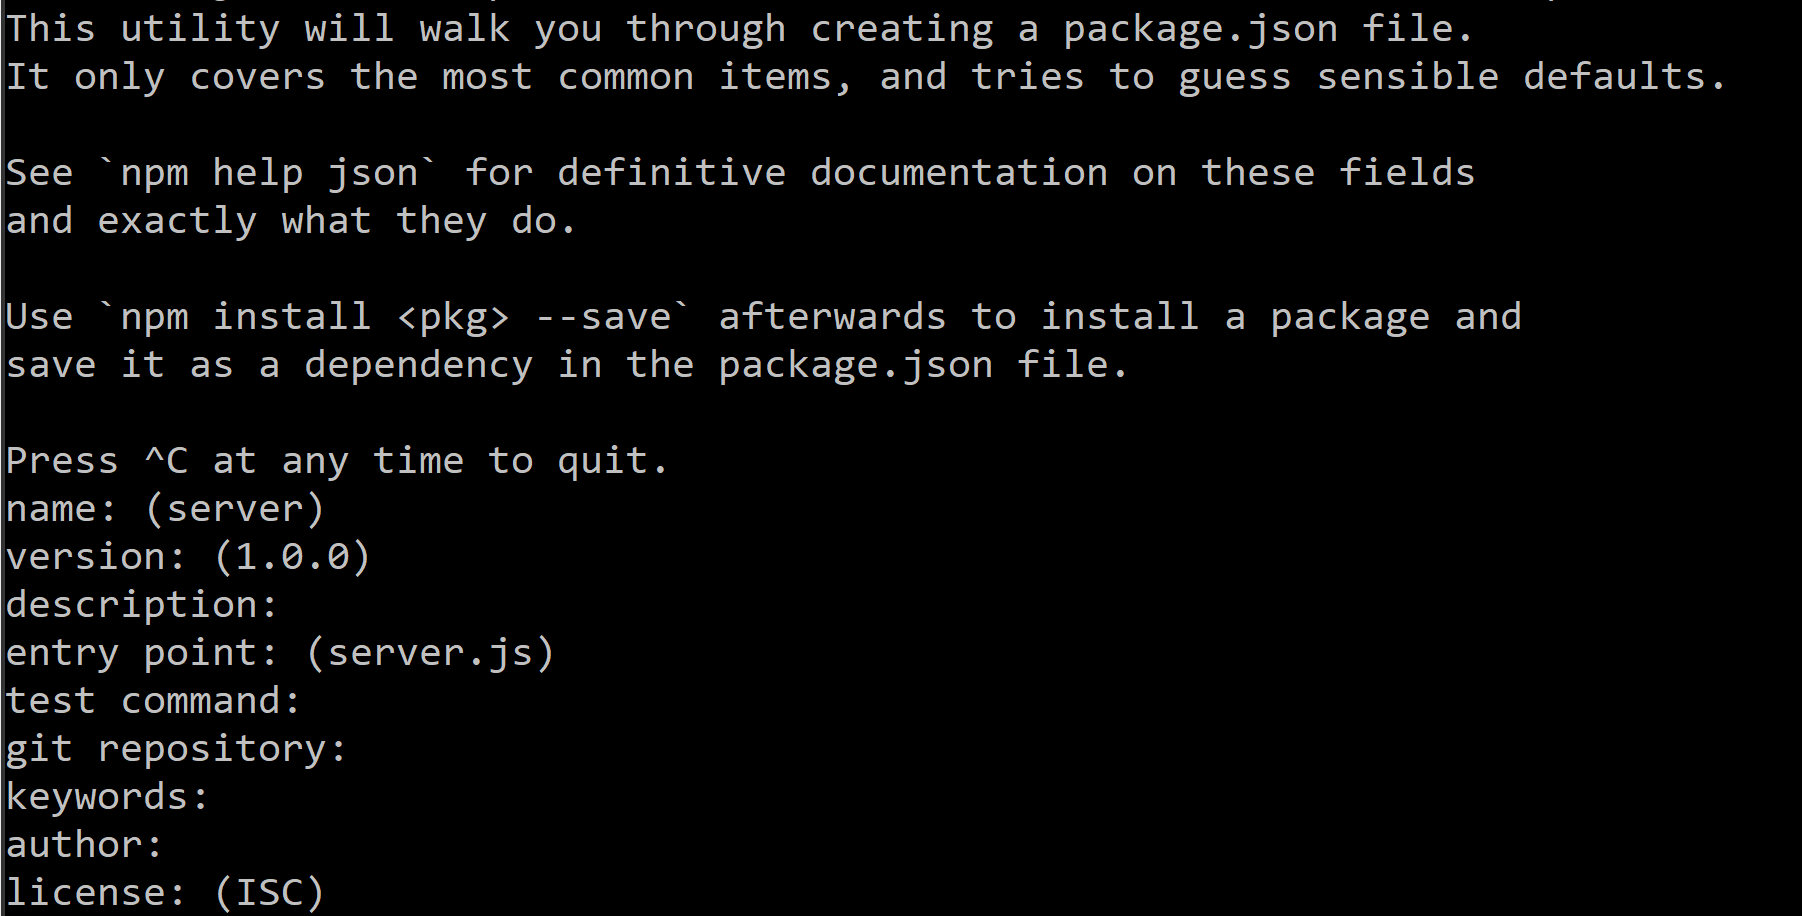 This utility will walk you through creating a package.json file.
It only covers the most common items, and tries to guess sensible defaults.
See `npm help json` for definitive documentation on these fields
and exactly what they do.
Use `npm install <pkg> --save` afterwards to install a package and
save it as a dependency in the package.json file.
Press ^C at any time to quit.
name: (server)
version: (1.0.0)
description:
entry point: (server.js)
test command:
git repository:
keywords:
author:
license: (ISC)